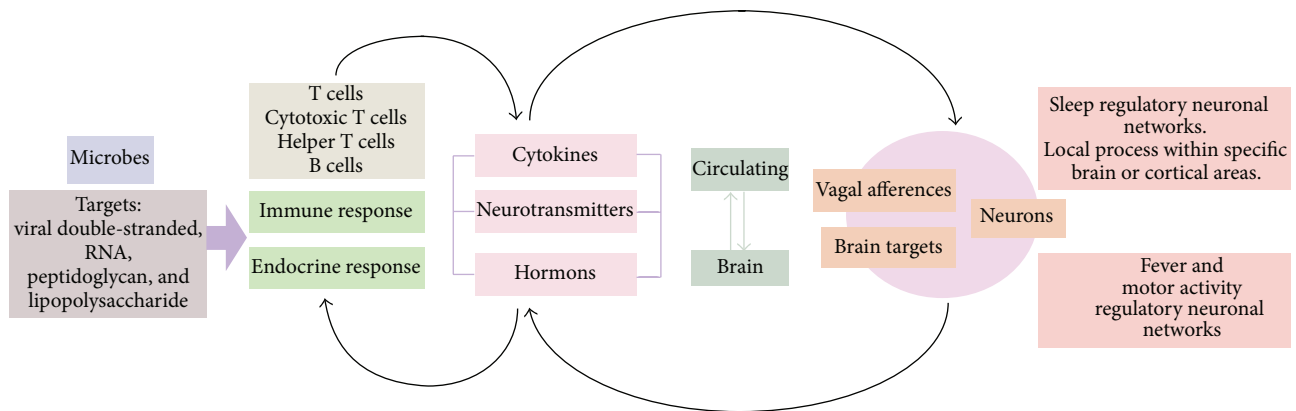 Microbes
Targets:
viral double-stranded,
RNA,
peptidoglycan, and
lipopolysaccharide
T cells
Cytotoxic T cells
Helper T cells
B cells
Immune response
Endocrine response
Cytokines
Neurotransmitters
Hormons
Circulating
Brain
Vagal afferences
Brain targets
Neurons
Sleep regulatory neuronal
networks.
Local process within specific
brain or cortical areas.
Fever and
motor activity
regulatory neuronal
networks